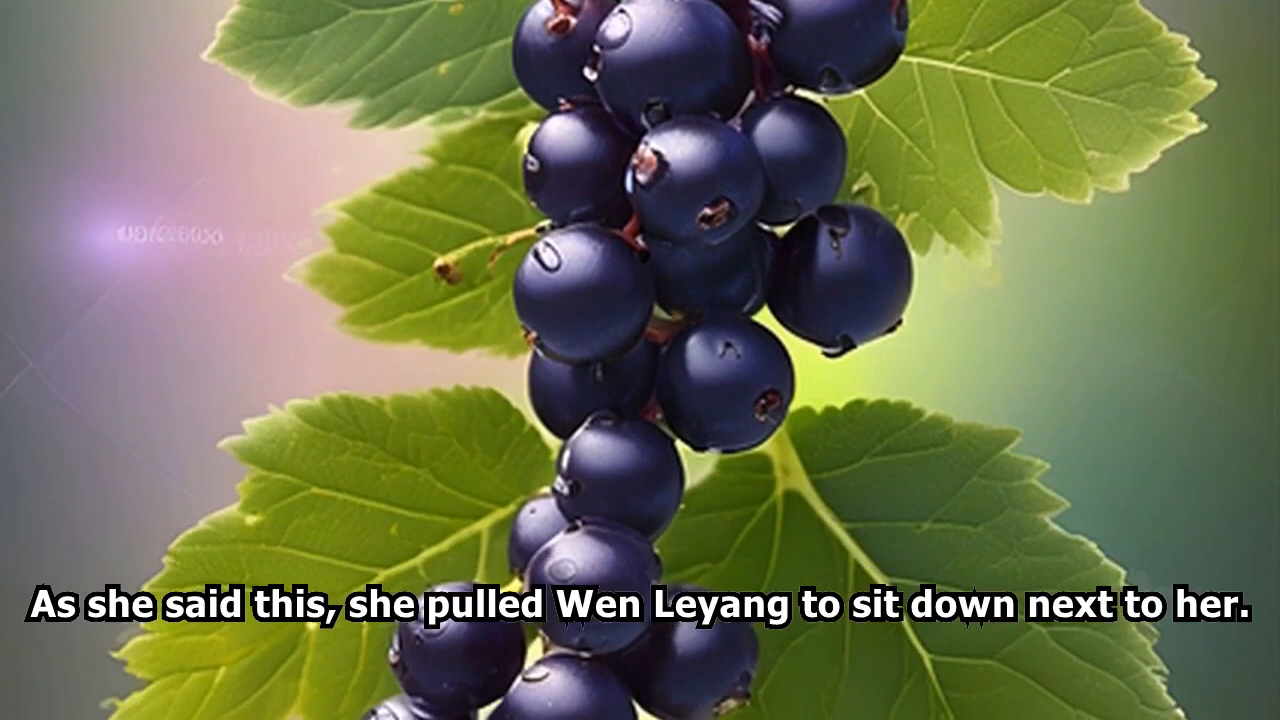 As she said this, she pulled Wen Leyang to sit down next to her.